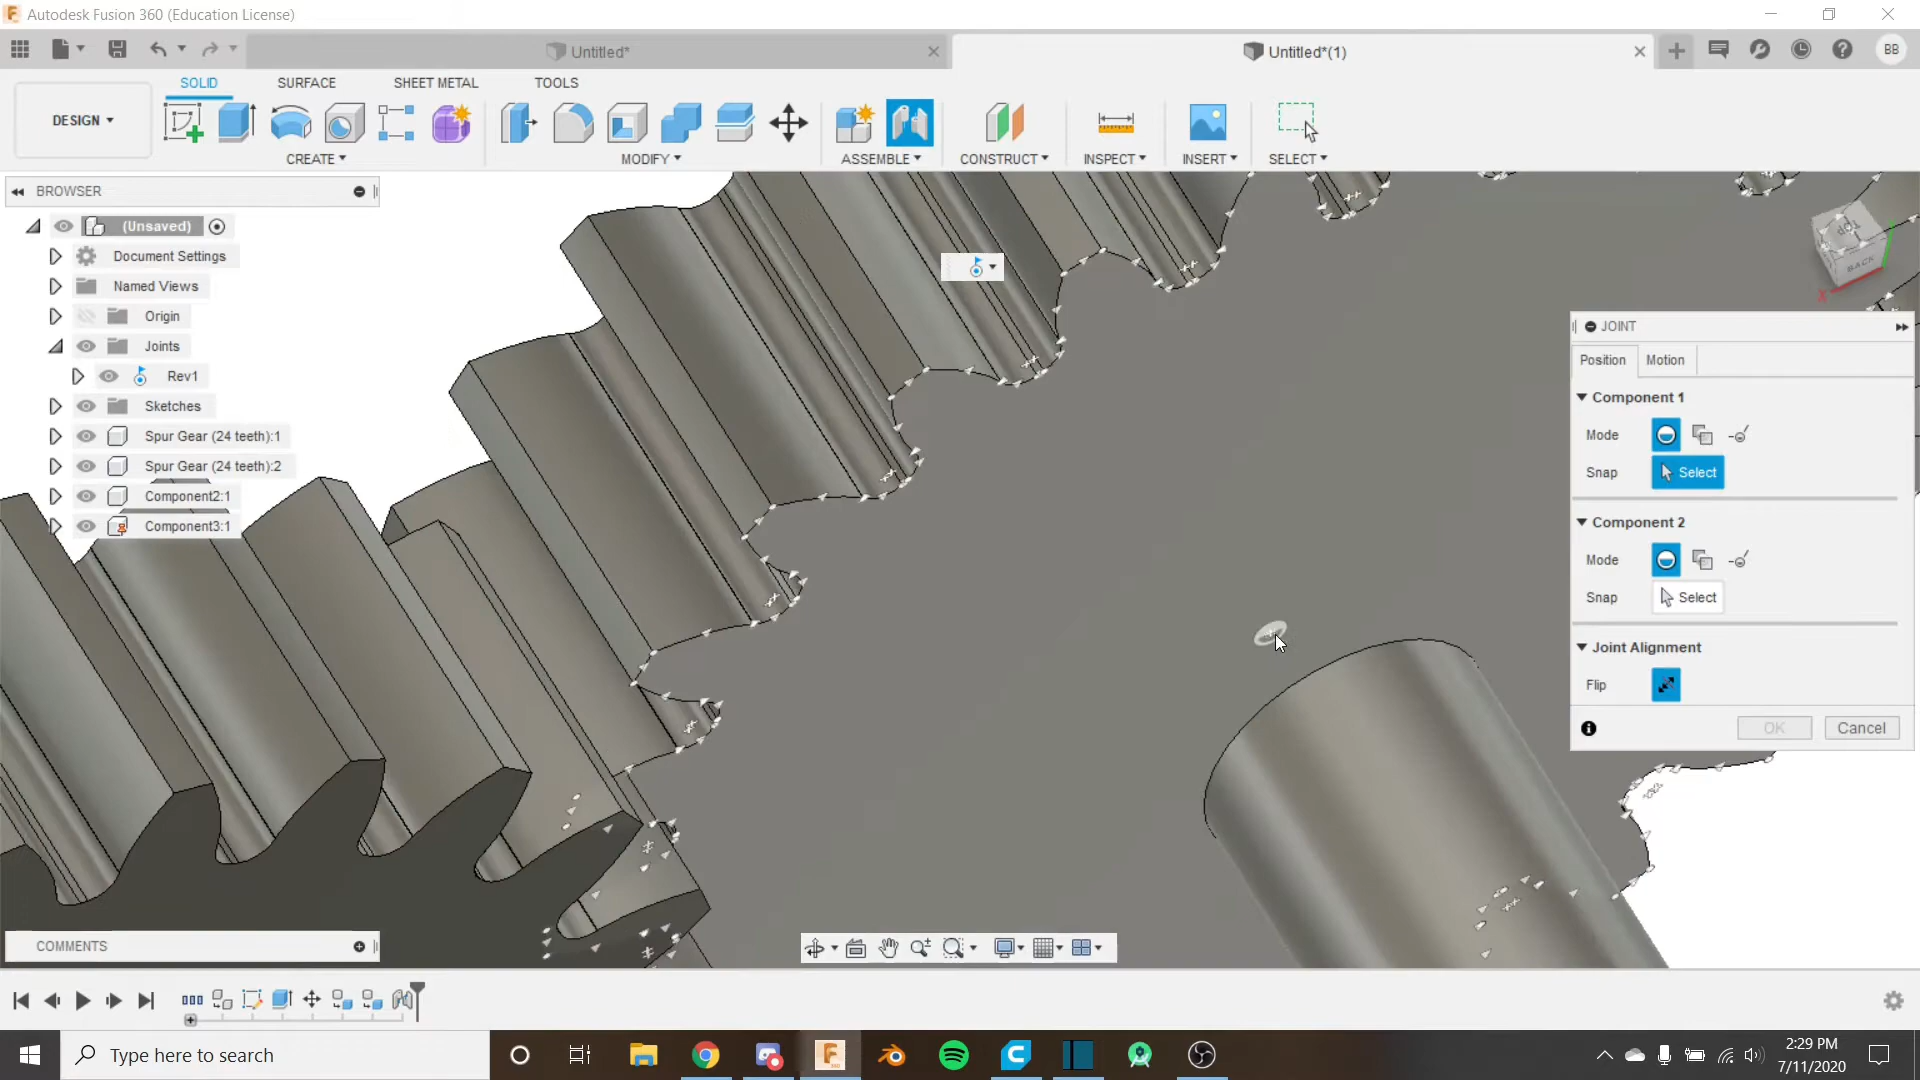 Autodesk Fusion 360 (Education License)
Untitled*
Untitled*(1)
BB
SOLID
SURFACE
SHEET METAL
TOOLS
DESIGN
CREATE
MODIFY
ASSEMBLE
CONSTRUCT
INSPECT
INSERT
SELECT
BROWSER
(Unsaved)
Document Settings
Named Views
Origin
Joints
Rev1
Sketches
Spur Gear (24 teeth):1
Spur Gear (24 teeth):2
Component2:1
Component3:1
TOP
BACK
X
JOINT
Position
Motion
Component 1
Mode
Snap
Select
Component 2
Mode
Snap
Select
Joint Alignment
Flip
OK
Cancel
COMMENTS
Type here to search
2:29 PM
7/11/2020